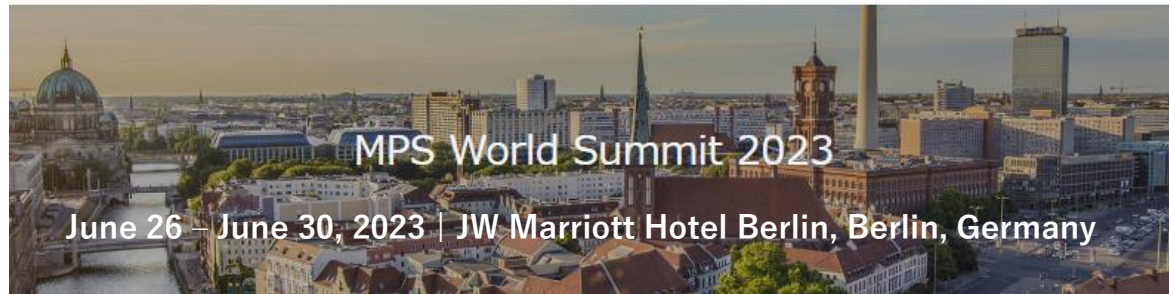 MPS World Summit 2023
June 26 – June 30, 2023 | JW Marriott Hotel Berlin, Berlin, Germany